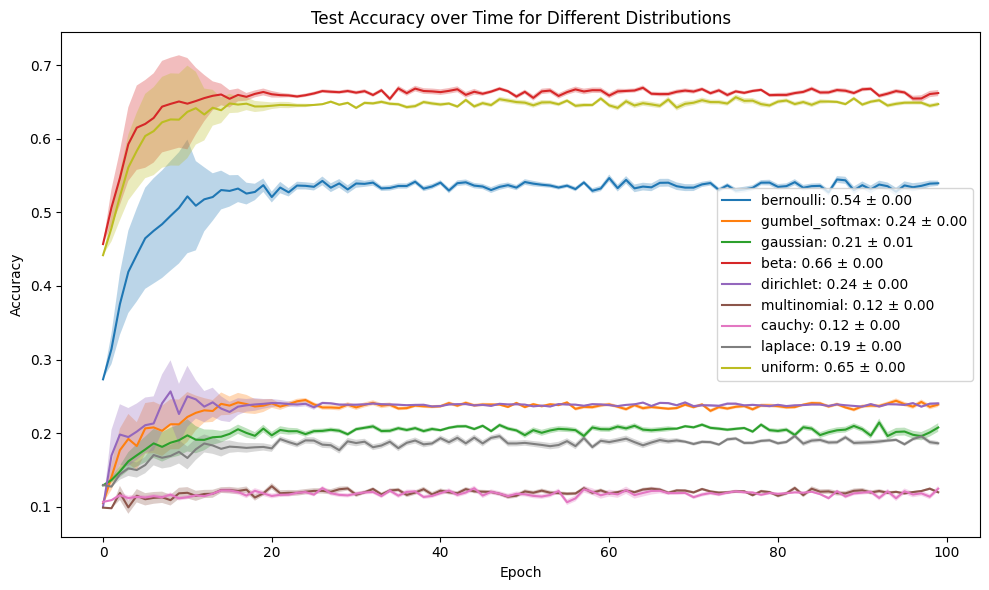 Test Accuracy over Time for Different Distributions
Accuracy
0.7
0.6
0.5
0.4
0.3
0.2
0.1
bernoulli: 0.54 ± 0.00
gumbel_softmax: 0.24 ± 0.00
gaussian: 0.21 ± 0.01
beta: 0.66 ± 0.00
dirichlet: 0.24 ± 0.00
multinomial: 0.12 ± 0.00
cauchy: 0.12 ± 0.00
laplace: 0.19 ± 0.00
uniform: 0.65 ± 0.00
0 20 40 60 80 100
Epoch